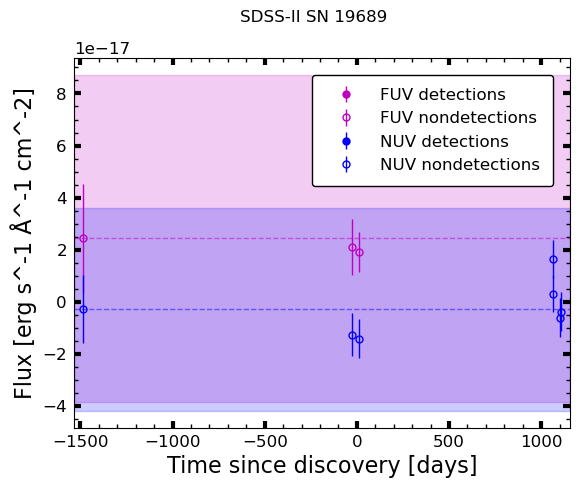 SDSS-II SN 19689
1e−17
FUV detections
FUV nondetections
NUV detections
NUV nondetections
8
6
4
2
0
−2
−4
Flux [erg s^-1 Å^-1 cm^-2]
−1500 −1000 −500 0 500 1000
Time since discovery [days]